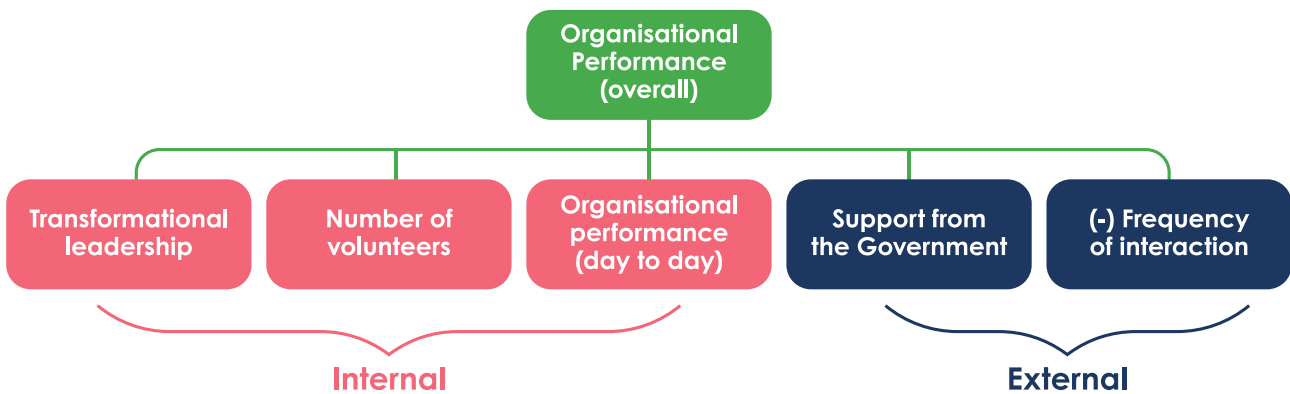 Organisational
Performance
(overall)
Transformational
leadership
Number of
volunteers
Organisational
performance
(day to day)
Support from
the Government
(-) Frequency
of interaction
Internal
External